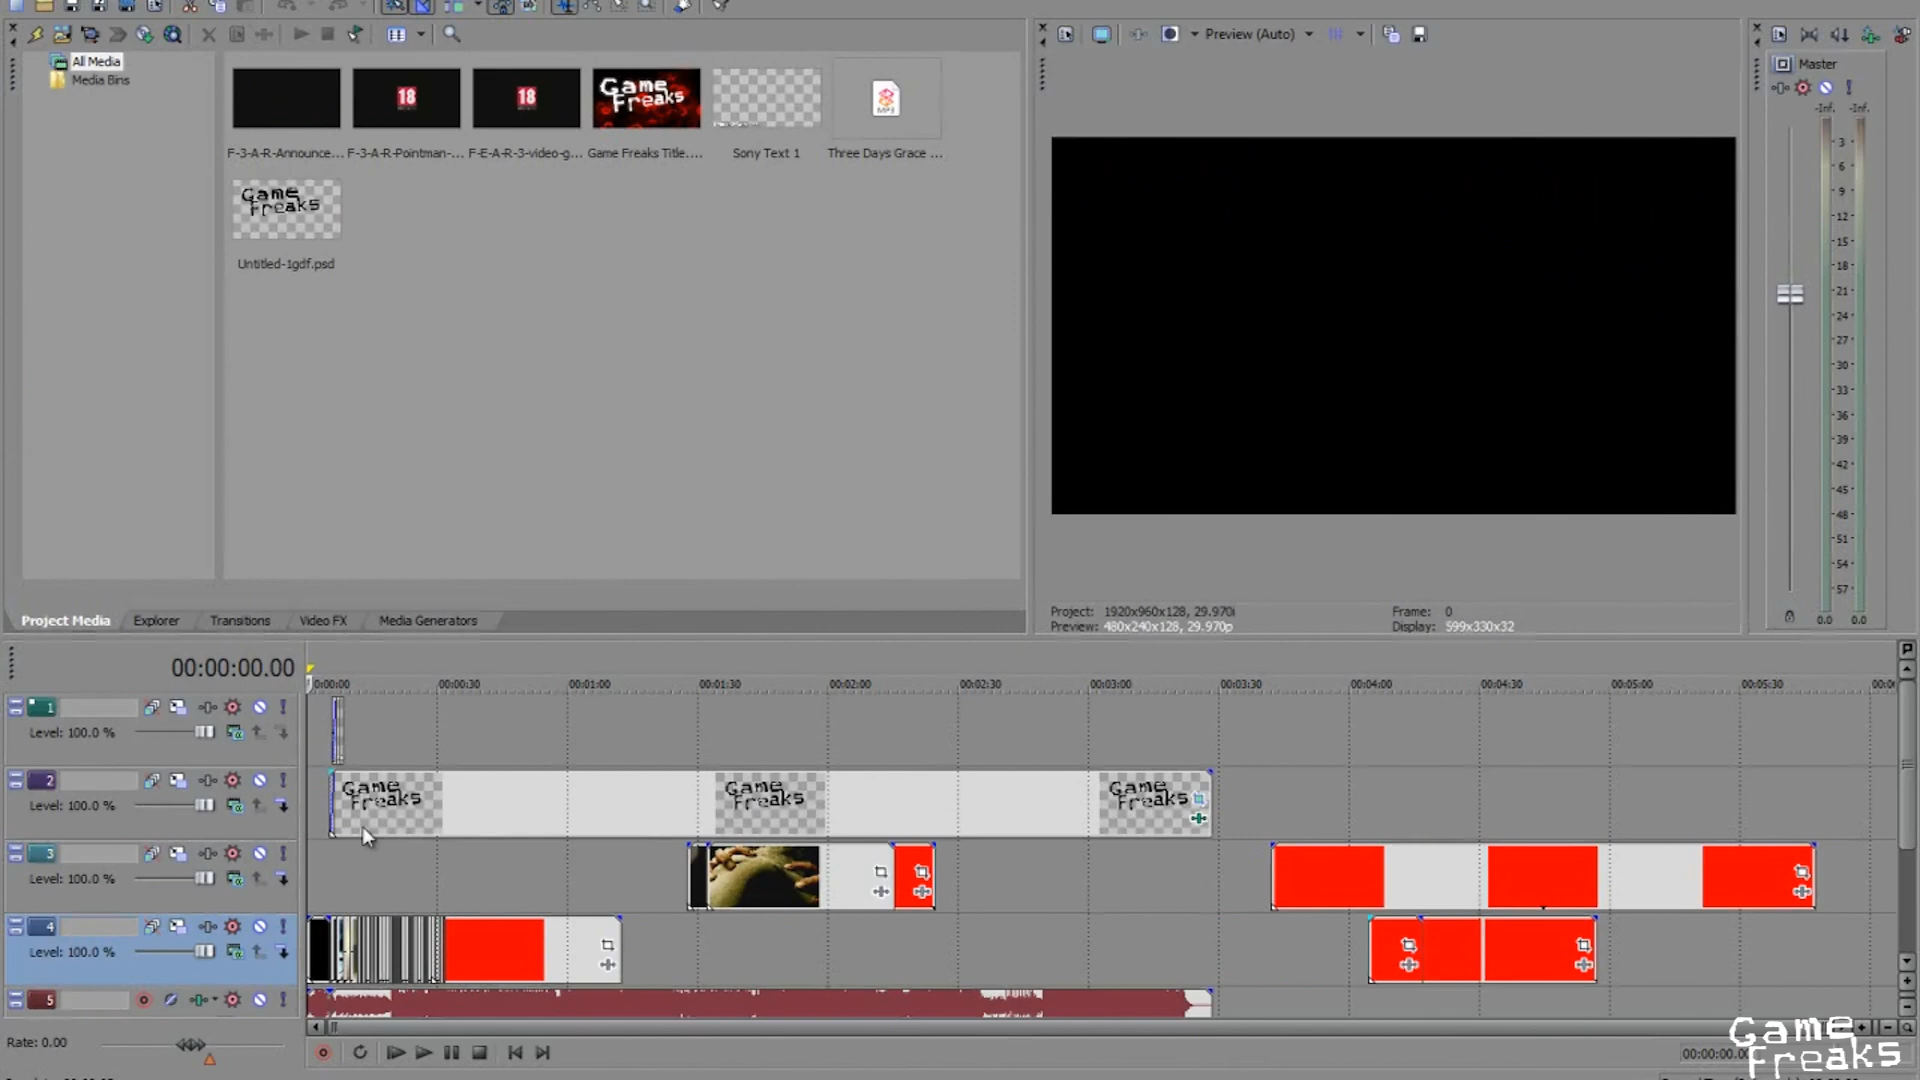 All Media
Media Bins
Preview (Auto)
Master
-Inf. -Inf.
18
18
Game
Freaks
MP3
F-3-A-R-Announce... F-3-A-R-Pointman-... F-E-A-R-3-video-g... Game Freaks Title.... Sony Text 1 Three Days Grace ...
Game
Freaks
Untitled-1gdf.psd
3
6
9
12
15
18
21
24
27
30
33
36
39
42
45
48
51
54
57
0.0 0.0
Project: 1920x960x128, 29.970i
Preview: 480x240x128, 29.970p
Frame: 0
Display: 599x330x32
Project Media Explorer Transitions Video FX Media Generators
00:00:00.00
0:00:00 00:00:30 00:01:00 00:01:30 00:02:00 00:02:30 00:03:00 00:03:30 00:04:00 00:04:30 00:05:00 00:05:30
1
Level: 100.0 %
2
Level: 100.0 %
Game
Freaks
Game
Freaks
Game
Freaks
3
Level: 100.0 %
4
Level: 100.0 %
5
Rate: 0.00
00:00:00.00
Game
Freaks